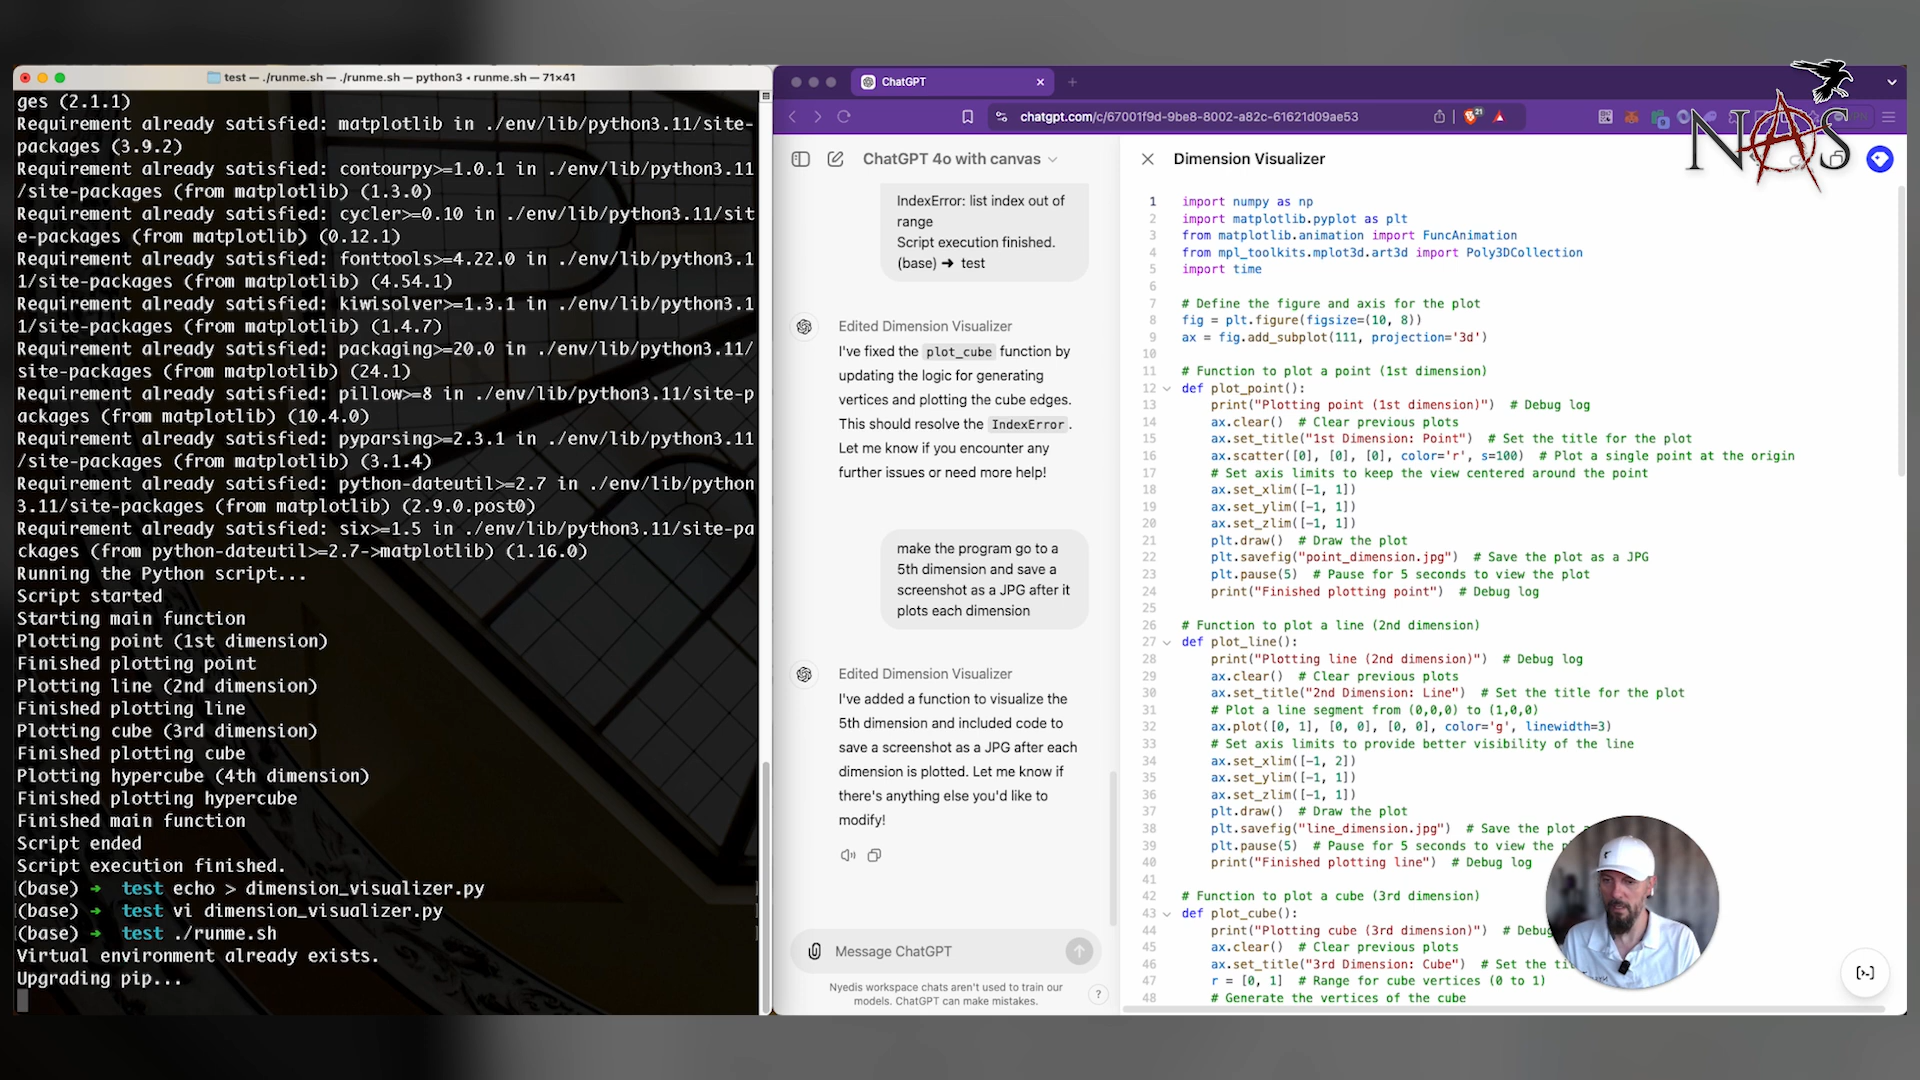 test — ./runme.sh — ./runme.sh — python3 • runme.sh — 71×41
ges (2.1.1)
Requirement already satisfied: matplotlib in ./env/lib/python3.11/site-
packages (3.9.2)
Requirement already satisfied: contourpy>=1.0.1 in ./env/lib/python3.11
/site-packages (from matplotlib) (1.3.0)
Requirement already satisfied: cycler>=0.10 in ./env/lib/python3.11/sit
e-packages (from matplotlib) (0.12.1)
Requirement already satisfied: fonttools>=4.22.0 in ./env/lib/python3.1
1/site-packages (from matplotlib) (4.54.1)
Requirement already satisfied: kiwisolver>=1.3.1 in ./env/lib/python3.1
1/site-packages (from matplotlib) (1.4.7)
Requirement already satisfied: packaging>=20.0 in ./env/lib/python3.11/
site-packages (from matplotlib) (24.1)
Requirement already satisfied: pillow>=8 in ./env/lib/python3.11/site-p
ackages (from matplotlib) (10.4.0)
Requirement already satisfied: pyparsing>=2.3.1 in ./env/lib/python3.11
/site-packages (from matplotlib) (3.1.4)
Requirement already satisfied: python-dateutil>=2.7 in ./env/lib/python
3.11/site-packages (from matplotlib) (2.9.0.post0)
Requirement already satisfied: six>=1.5 in ./env/lib/python3.11/site-pa
ckages (from python-dateutil>=2.7->matplotlib) (1.16.0)
Running the Python script...
Script started
Starting main function
Plotting point (1st dimension)
Finished plotting point
Plotting line (2nd dimension)
Finished plotting line
Plotting cube (3rd dimension)
Finished plotting cube
Plotting hypercube (4th dimension)
Finished plotting hypercube
Finished main function
Script ended
Script execution finished.
(base) ➜ test echo > dimension_visualizer.py
(base) ➜ test vi dimension_visualizer.py
(base) ➜ test ./runme.sh
Virtual environment already exists.
Upgrading pip...
ChatGPT
chatgpt.com/c/67001f9d-9be8-8002-a82c-61621d09ae53
21
NAS
ChatGPT 4o with canvas
IndexError: list index out of
range
Script execution finished.
(base) ➜ test
Edited Dimension Visualizer
I've fixed the plot_cube function by
updating the logic for generating
vertices and plotting the cube edges.
This should resolve the IndexError.
Let me know if you encounter any
further issues or need more help!
make the program go to a
5th dimension and save a
screenshot as a JPG after it
plots each dimension
Edited Dimension Visualizer
I've added a function to visualize the
5th dimension and included code to
save a screenshot as a JPG after each
dimension is plotted. Let me know if
there's anything else you'd like to
modify!
Message ChatGPT
Nyedis workspace chats aren't used to train our
models. ChatGPT can make mistakes.
?
Dimension Visualizer
1 import numpy as np
2 import matplotlib.pyplot as plt
3 from matplotlib.animation import FuncAnimation
4 from mpl_toolkits.mplot3d.art3d import Poly3DCollection
5 import time
6
7 # Define the figure and axis for the plot
8 fig = plt.figure(figsize=(10, 8))
9 ax = fig.add_subplot(111, projection='3d')
10
11 # Function to plot a point (1st dimension)
12 def plot_point():
13 print("Plotting point (1st dimension)") # Debug log
14 ax.clear() # Clear previous plots
15 ax.set_title("1st Dimension: Point") # Set the title for the plot
16 ax.scatter([0], [0], [0], color='r', s=100) # Plot a single point at the origin
17 # Set axis limits to keep the view centered around the point
18 ax.set_xlim([-1, 1])
19 ax.set_ylim([-1, 1])
20 ax.set_zlim([-1, 1])
21 plt.draw() # Draw the plot
22 plt.savefig("point_dimension.jpg") # Save the plot as a JPG
23 plt.pause(5) # Pause for 5 seconds to view the plot
24 print("Finished plotting point") # Debug log
25
26 # Function to plot a line (2nd dimension)
27 def plot_line():
28 print("Plotting line (2nd dimension)") # Debug log
29 ax.clear() # Clear previous plots
30 ax.set_title("2nd Dimension: Line") # Set the title for the plot
31 # Plot a line segment from (0,0,0) to (1,0,0)
32 ax.plot([0, 1], [0, 0], [0, 0], color='g', linewidth=3)
33 # Set axis limits to provide better visibility of the line
34 ax.set_xlim([-1, 2])
35 ax.set_ylim([-1, 1])
36 ax.set_zlim([-1, 1])
37 plt.draw() # Draw the plot
38 plt.savefig("line_dimension.jpg") # Save the plot
39 plt.pause(5) # Pause for 5 seconds to view the
40 print("Finished plotting line") # Debug log
41
42 # Function to plot a cube (3rd dimension)
43 def plot_cube():
44 print("Plotting cube (3rd dimension)") # Debug
45 ax.clear() # Clear previous plots
46 ax.set_title("3rd Dimension: Cube") # Set the
47 r = [0, 1] # Range for cube vertices (0 to 1)
48 # Generate the vertices of the cube